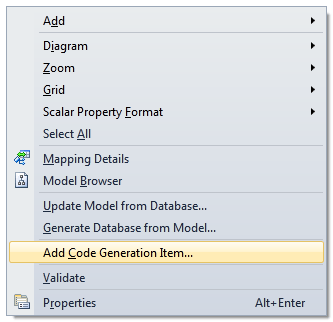 Add
Diagram
Zoom
Grid
Scalar Property Format
Select All
Mapping Details
Model Browser
Update Model from Database...
Generate Database from Model...
Add Code Generation Item...
Validate
Properties Alt+Enter